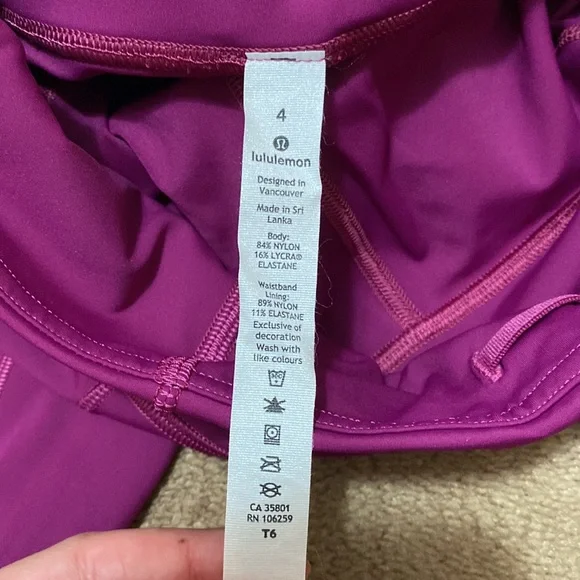 4
lululemon
Designed in
Vancouver
Made in Sri
Lanka
Body:
84% NYLON
16% LYCRA®
ELASTANE
Waistband
Lining:
89% NYLON
11% ELASTANE
Exclusive of
decoration
Wash with
like colours
CA 35801
RN 106259
T6